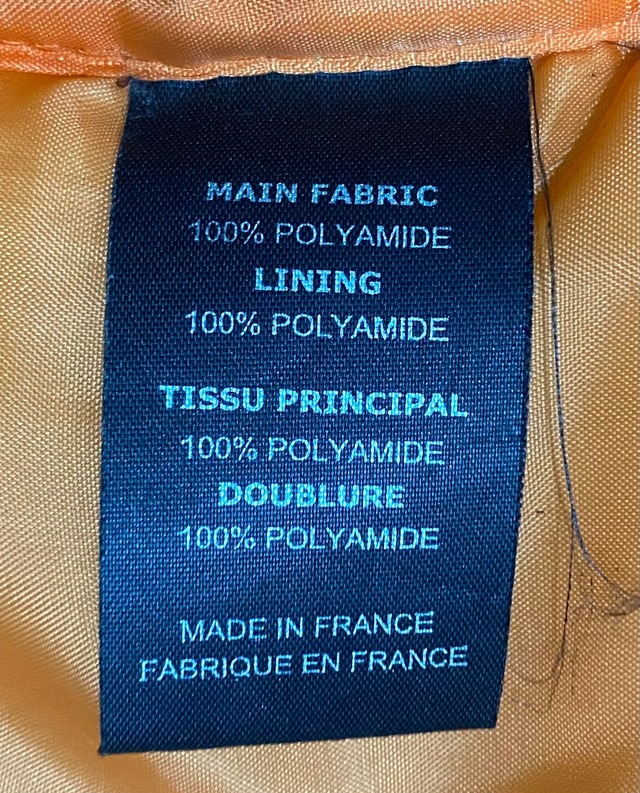 MAIN FABRIC
100% POLYAMIDE
LINING
100% POLYAMIDE
TISSU PRINCIPAL
100% POLYAMIDE
DOUBLURE
100% POLYAMIDE
MADE IN FRANCE
FABRIQUE EN FRANCE